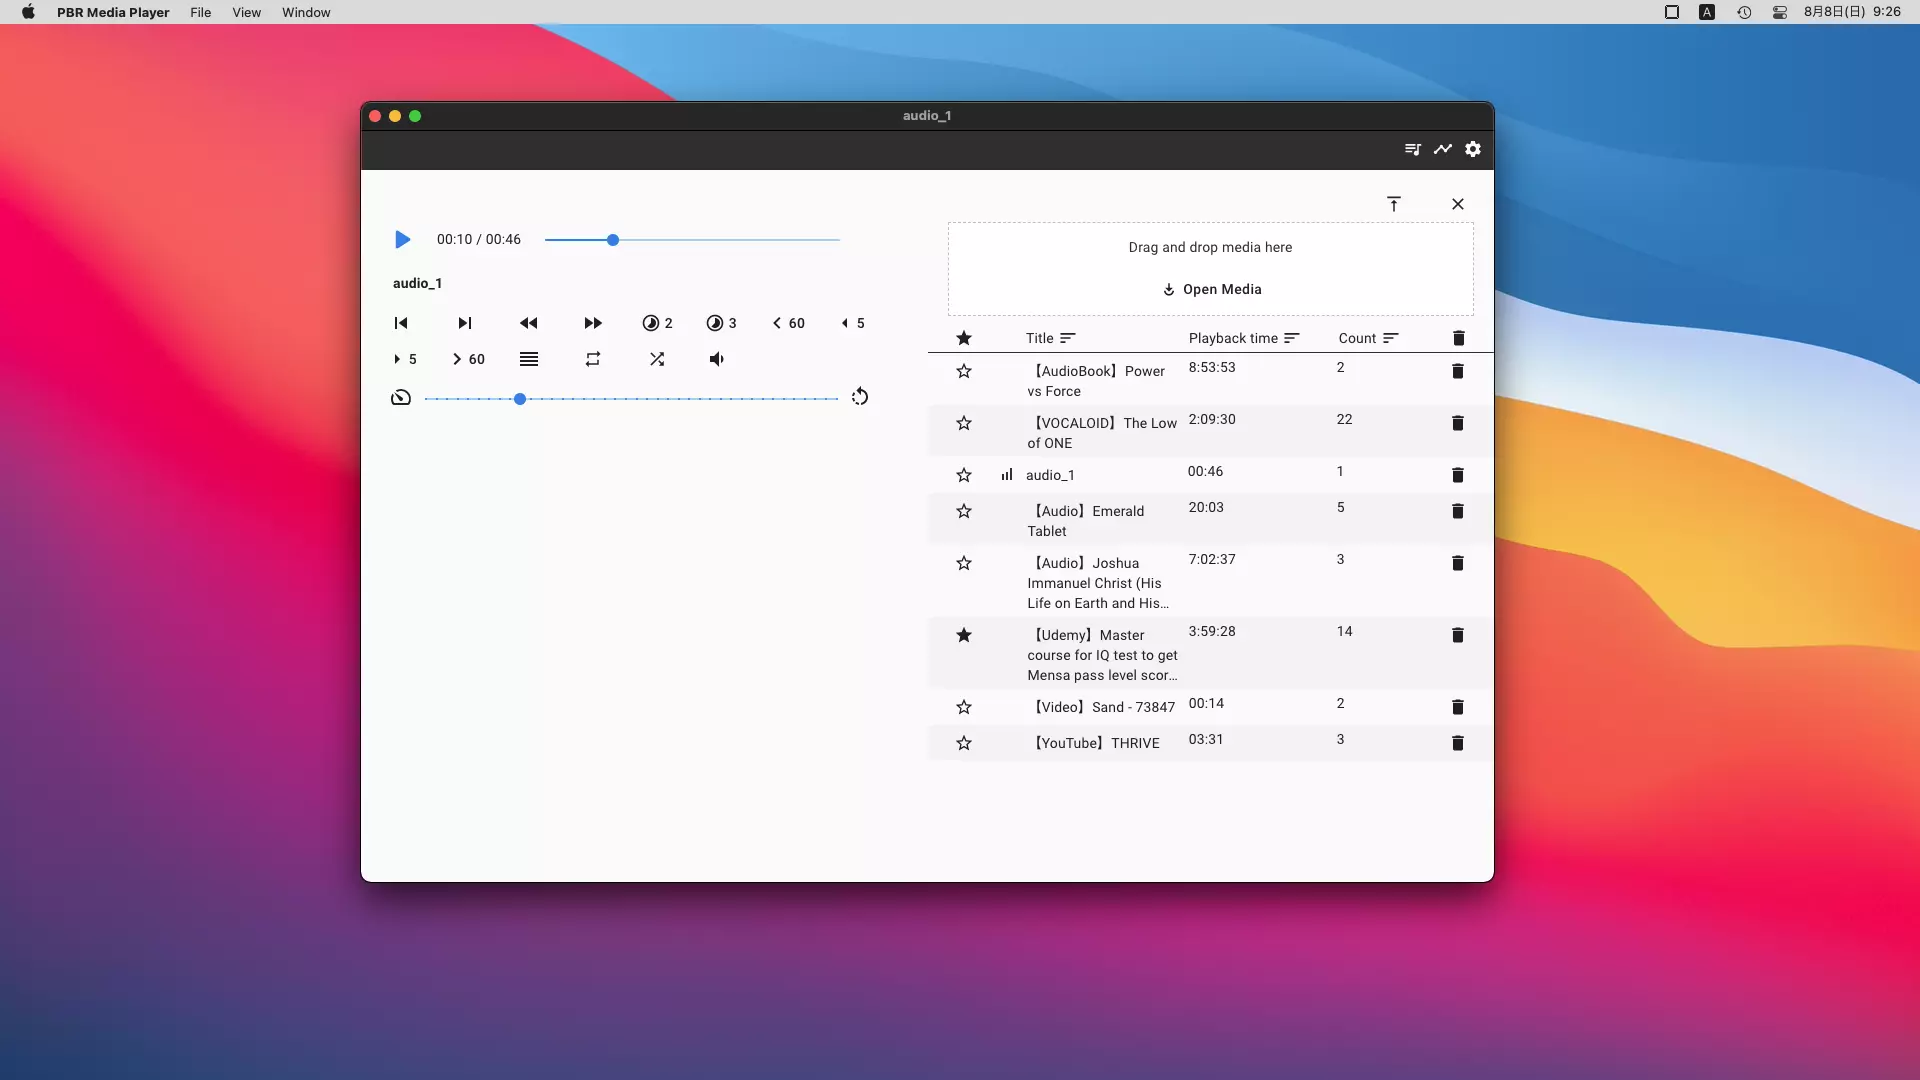 PBR Media Player File View Window A 8月8日(日) 9:26
audio_1
00:10 / 00:46
audio_1
2 3 60 5
5 60
Drag and drop media here
Open Media
Title Playback time Count
【AudioBook】Power vs Force 8:53:53 2
【VOCALOID】The Low of ONE 2:09:30 22
audio_1 00:46 1
【Audio】Emerald Tablet 20:03 5
【Audio】Joshua Immanuel Christ (His Life on Earth and His... 7:02:37 3
【Udemy】Master course for IQ test to get Mensa pass level scor... 3:59:28 14
【Video】Sand - 73847 00:14 2
【YouTube】THRIVE 03:31 3